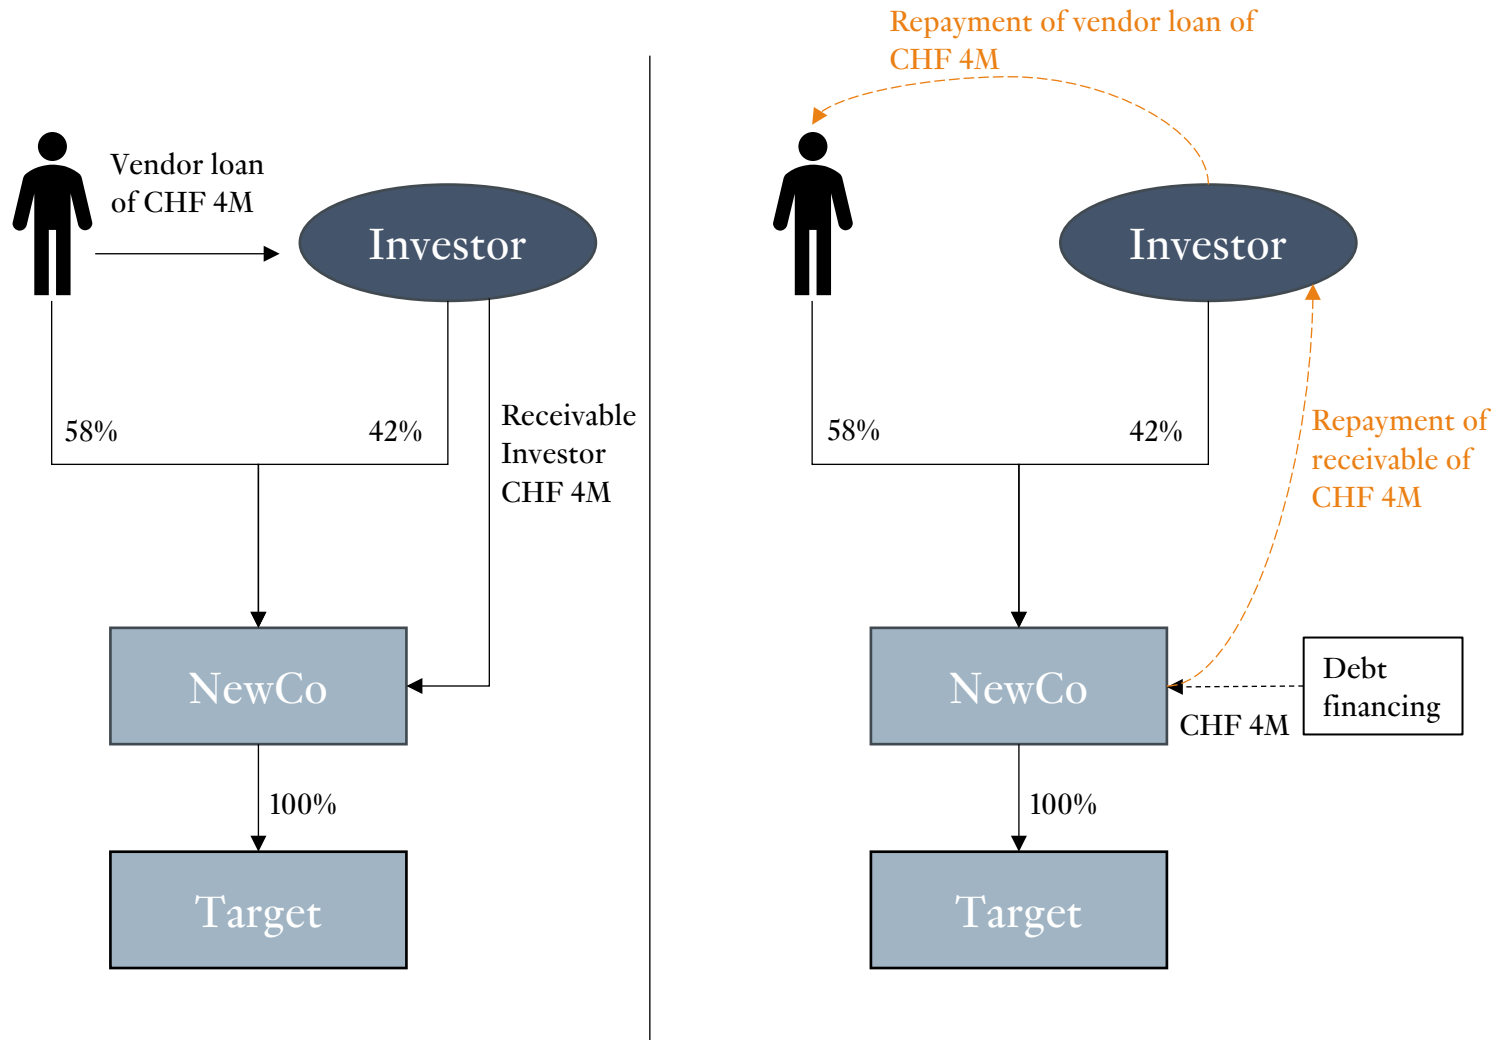 Vendor loan
of CHF 4M
Investor
58%
42%
Receivable
Investor
CHF 4M
NewCo
100%
Target
Repayment of vendor loan of
CHF 4M
Investor
58%
42%
Repayment of
receivable of
CHF 4M
NewCo
Debt
financing
CHF 4M
100%
Target